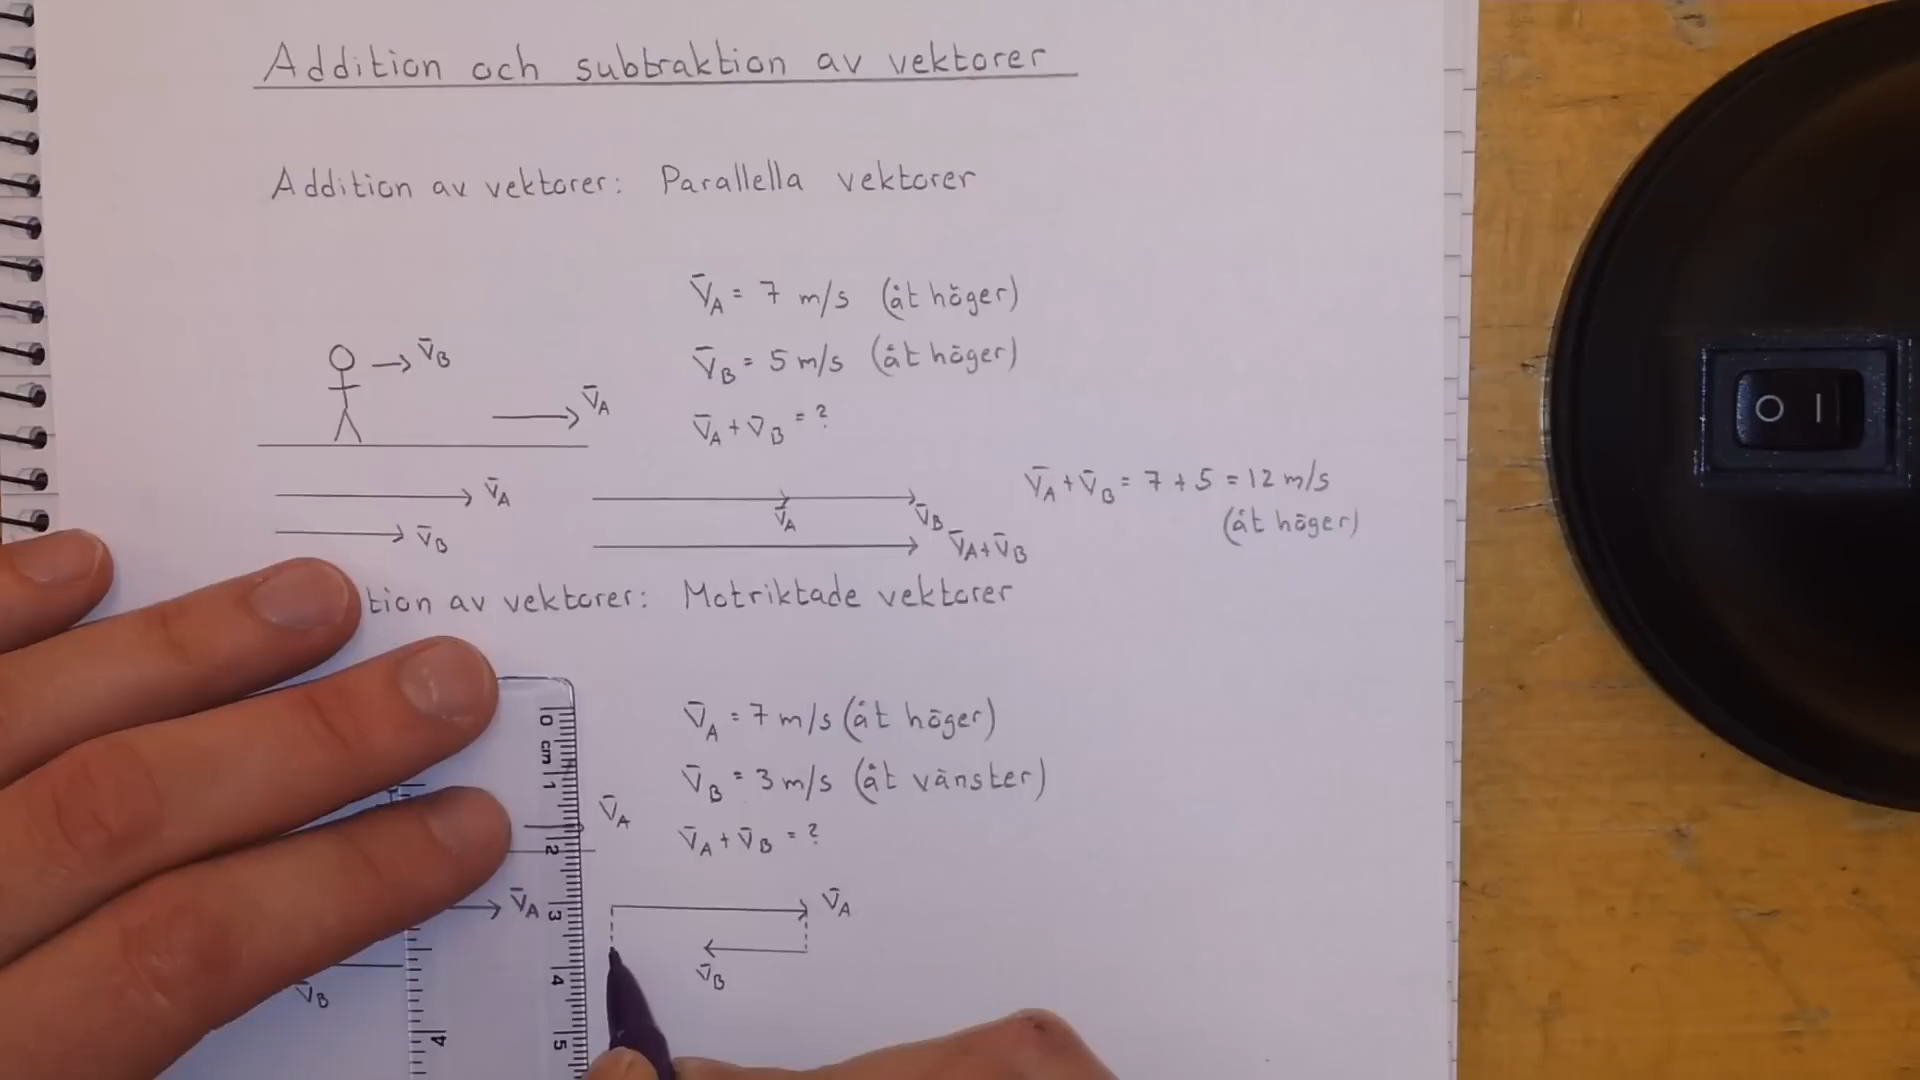 Addition och subtraktion av vektorer
Addition av vektorer: Parallella vektorer
V̄A = 7 m/s (åt höger)
V̄B = 5 m/s (åt höger)
V̄A + V̄B = ?
V̄B
V̄A
V̄A
V̄B
V̄A
V̄B
V̄A+V̄B
V̄A + V̄B = 7 + 5 = 12 m/s
(åt höger)
tion av vektorer: Motriktade vektorer
V̄A = 7 m/s (åt höger)
V̄B = 3 m/s (åt vänster)
V̄A + V̄B = ?
V̄A
V̄A
V̄B
V̄A
V̄B
0 cm 1 2 3 4 5
4
O I